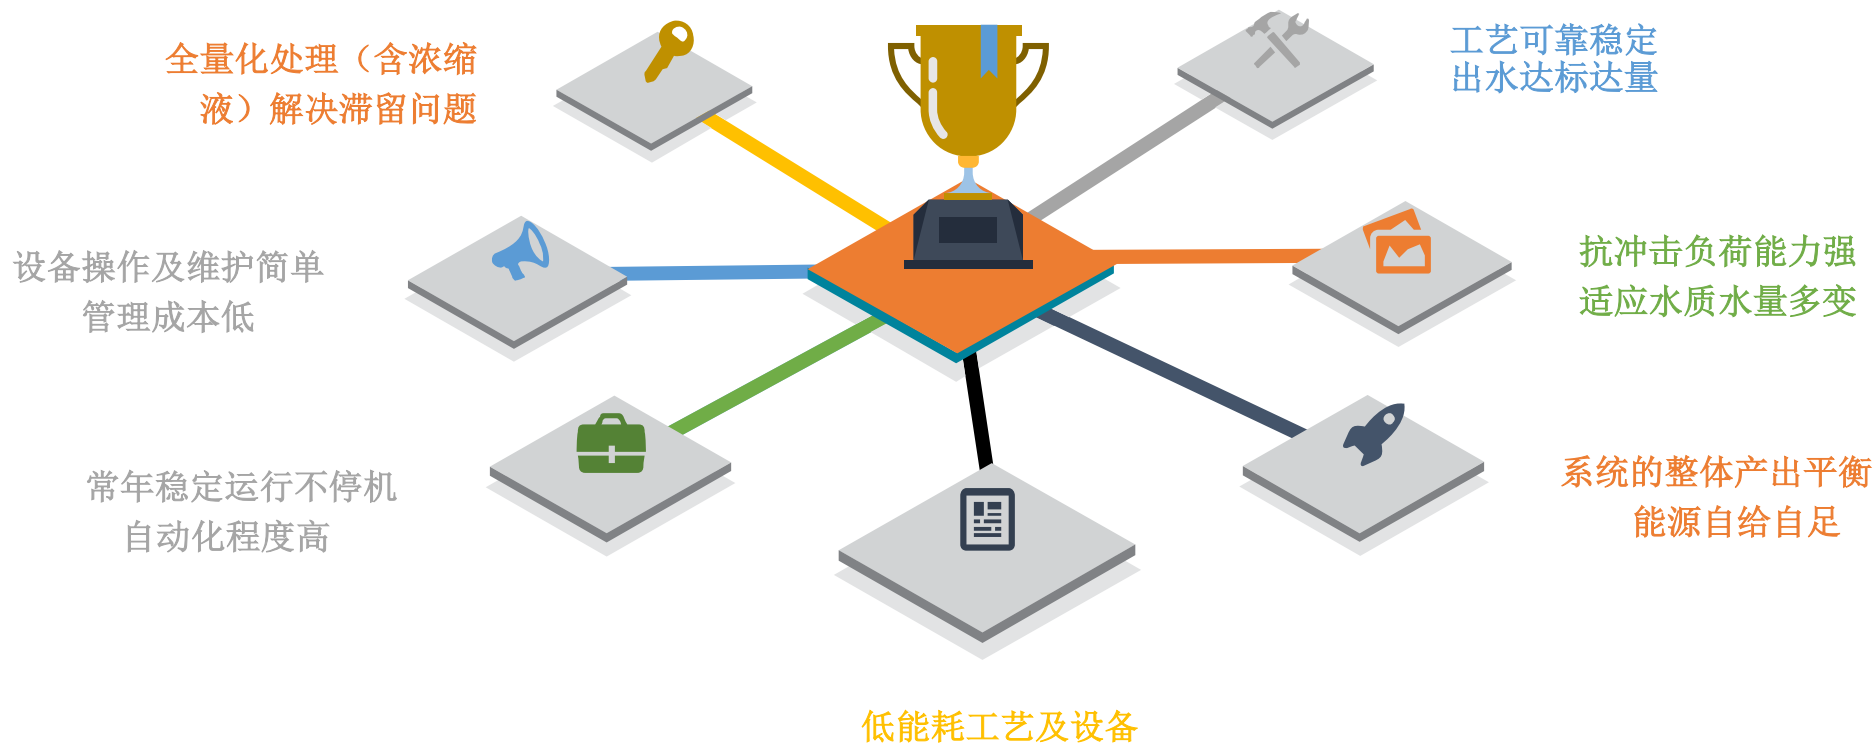 全量化处理（含浓缩
液）解决滞留问题
工艺可靠稳定
出水达标达量
设备操作及维护简单
管理成本低
抗冲击负荷能力强
适应水质水量多变
常年稳定运行不停机
自动化程度高
系统的整体产出平衡
能源自给自足
低能耗工艺及设备